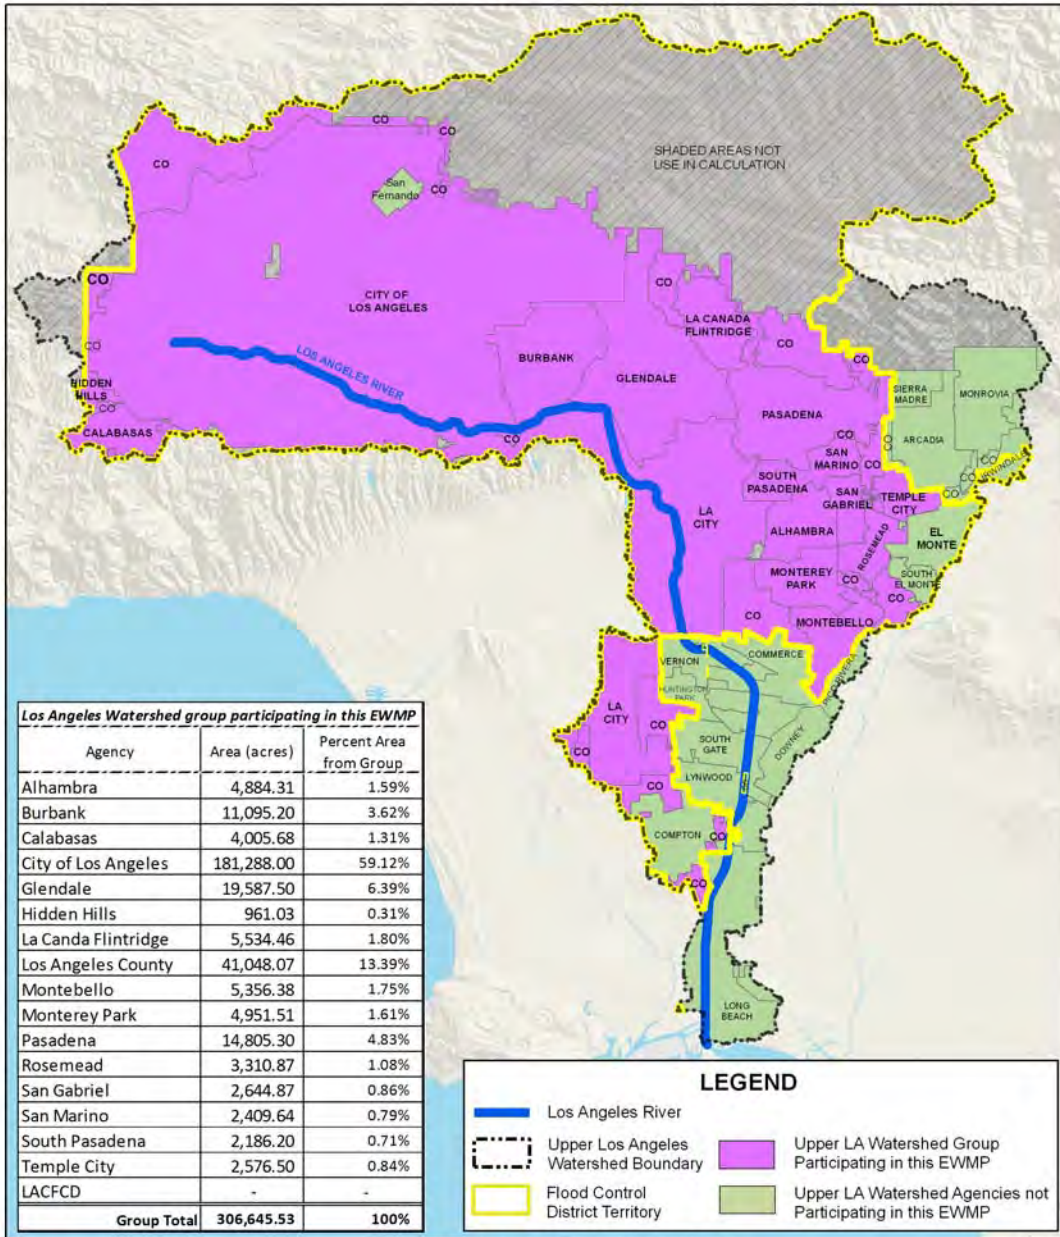 SHADED AREAS NOT
USE IN CALCULATION
CO
CO
CO
San
Fernando
CO
CO
CITY OF
LOS ANGELES
CO
LA CANADA
FLINTRIDGE
CO
CO
CO
BURBANK
GLENDALE
LOS ANGELES RIVER
HIDDEN
HILLS
CO
CALABASAS
SIERRA
MADRE
MONROVIA
PASADENA
ARCADIA
CO
CO
CO
SAN
MARINO
CO
CO
CO
CO
IRWINDALE
SOUTH
PASADENA
SAN
GABRIEL
TEMPLE
CITY
LA
CITY
ALHAMBRA
ROSEMEAD
EL
MONTE
MONTEREY
PARK
CO
SOUTH
EL MONTE
CO
CO
MONTEBELLO
VERNON
COMMERCE
HUNTINGTON
PARK
LA
CITY
CO
CO
SOUTH
GATE
DOWNEY
LYNWOOD
CO
COMPTON
CO
CO
LONG
BEACH
Los Angeles Watershed group participating in this EWMP
Agency Area (acres) Percent Area
from Group
Alhambra 4,884.31 1.59%
Burbank 11,095.20 3.62%
Calabasas 4,005.68 1.31%
City of Los Angeles 181,288.00 59.12%
Glendale 19,587.50 6.39%
Hidden Hills 961.03 0.31%
La Canda Flintridge 5,534.46 1.80%
Los Angeles County 41,048.07 13.39%
Montebello 5,356.38 1.75%
Monterey Park 4,951.51 1.61%
Pasadena 14,805.30 4.83%
Rosemead 3,310.87 1.08%
San Gabriel 2,644.87 0.86%
San Marino 2,409.64 0.79%
South Pasadena 2,186.20 0.71%
Temple City 2,576.50 0.84%
LACFCD - -
Group Total 306,645.53 100%
LEGEND
Los Angeles River
Upper Los Angeles
Watershed Boundary
Upper LA Watershed Group
Participating in this EWMP
Flood Control
District Territory
Upper LA Watershed Agencies not
Participating in this EWMP